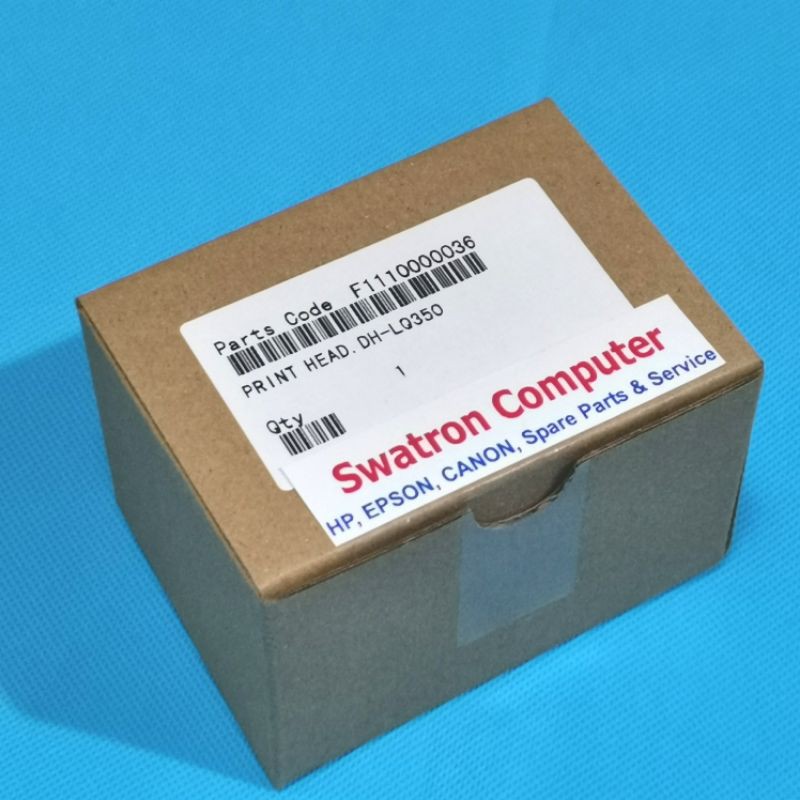 Parts Code F1110000036
PRINT HEAD.DH-LQ350
Qty 1
Swatron Computer
HP, EPSON, CANON, Spare Parts & Service